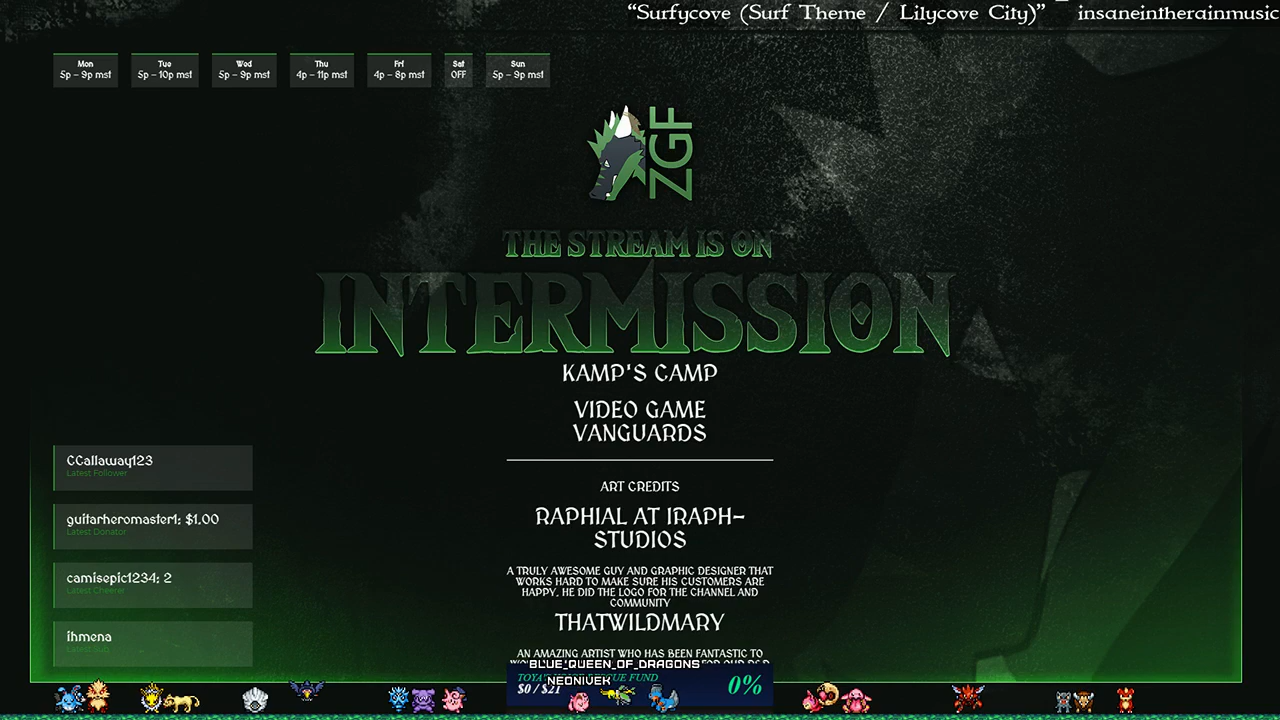 “Surfycove (Surf Theme / Lilycove City)” – insaneintherainmusic
Mon
5p – 9p mst
Tue
5p – 10p mst
Wed
5p – 9p mst
Thu
4p – 11p mst
Fri
4p – 8p mst
Sat
OFF
Sun
5p – 9p mst
ZGF
THE STREAM IS ON
INTERMISSION
KAMP'S CAMP
VIDEO GAME
VANGUARDS
ART CREDITS
RAPHIAL AT IRAPH-
STUDIOS
A TRULY AWESOME GUY AND GRAPHIC DESIGNER THAT
WORKS HARD TO MAKE SURE HIS CUSTOMERS ARE
HAPPY. HE DID THE LOGO FOR THE CHANNEL AND
COMMUNITY
THATWILDMARY
AN AMAZING ARTIST WHO HAS BEEN FANTASTIC TO
FOR OUR D&D
CCallaway123
Latest Follower
guitarheromaster1; $1.00
Latest Donator
camisepic1234; 2
Latest Cheerer
ihmena
Latest Sub
BLUE_QUEEN_OF_DRAGONS
FUND
NEONIVEK
$0 / $21
0%